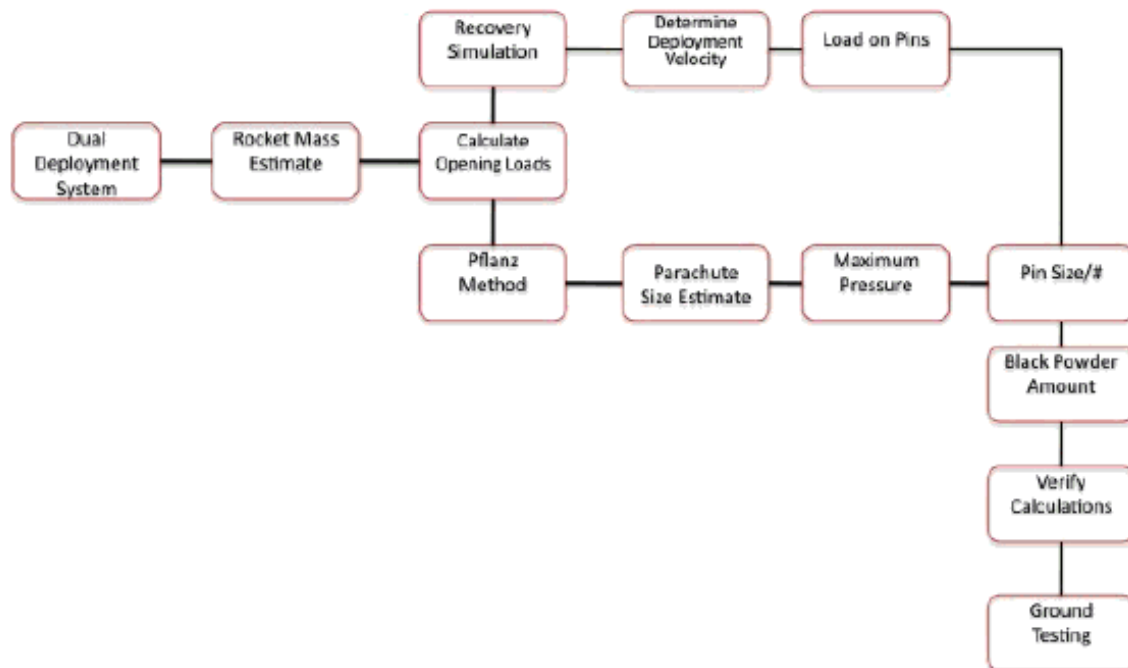 Recovery
Simulation
Determine
Deployment
Velocity
Load on Pins
Dual
Deployment
System
Rocket Mass
Estimate
Calculate
Opening Loads
Pflanz
Method
Parachute
Size Estimate
Maximum
Pressure
Pin Size/#
Black Powder
Amount
Verify
Calculations
Ground
Testing